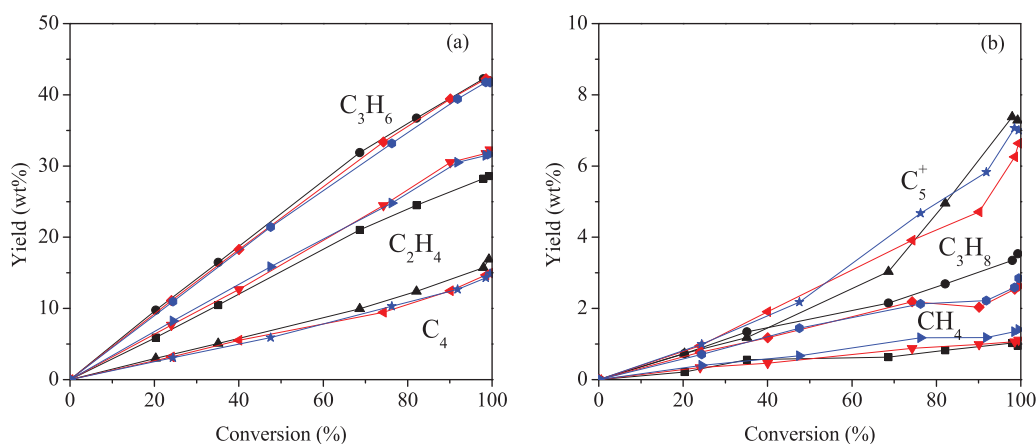 (a)
50
40
30
20
10
0
Yield (wt%)
C₃H₆
C₂H₄
C₄
0 20 40 60 80 100
Conversion (%)
(b)
10
8
6
4
2
0
Yield (wt%)
C₅⁺
C₃H₈
CH₄
0 20 40 60 80 100
Conversion (%)